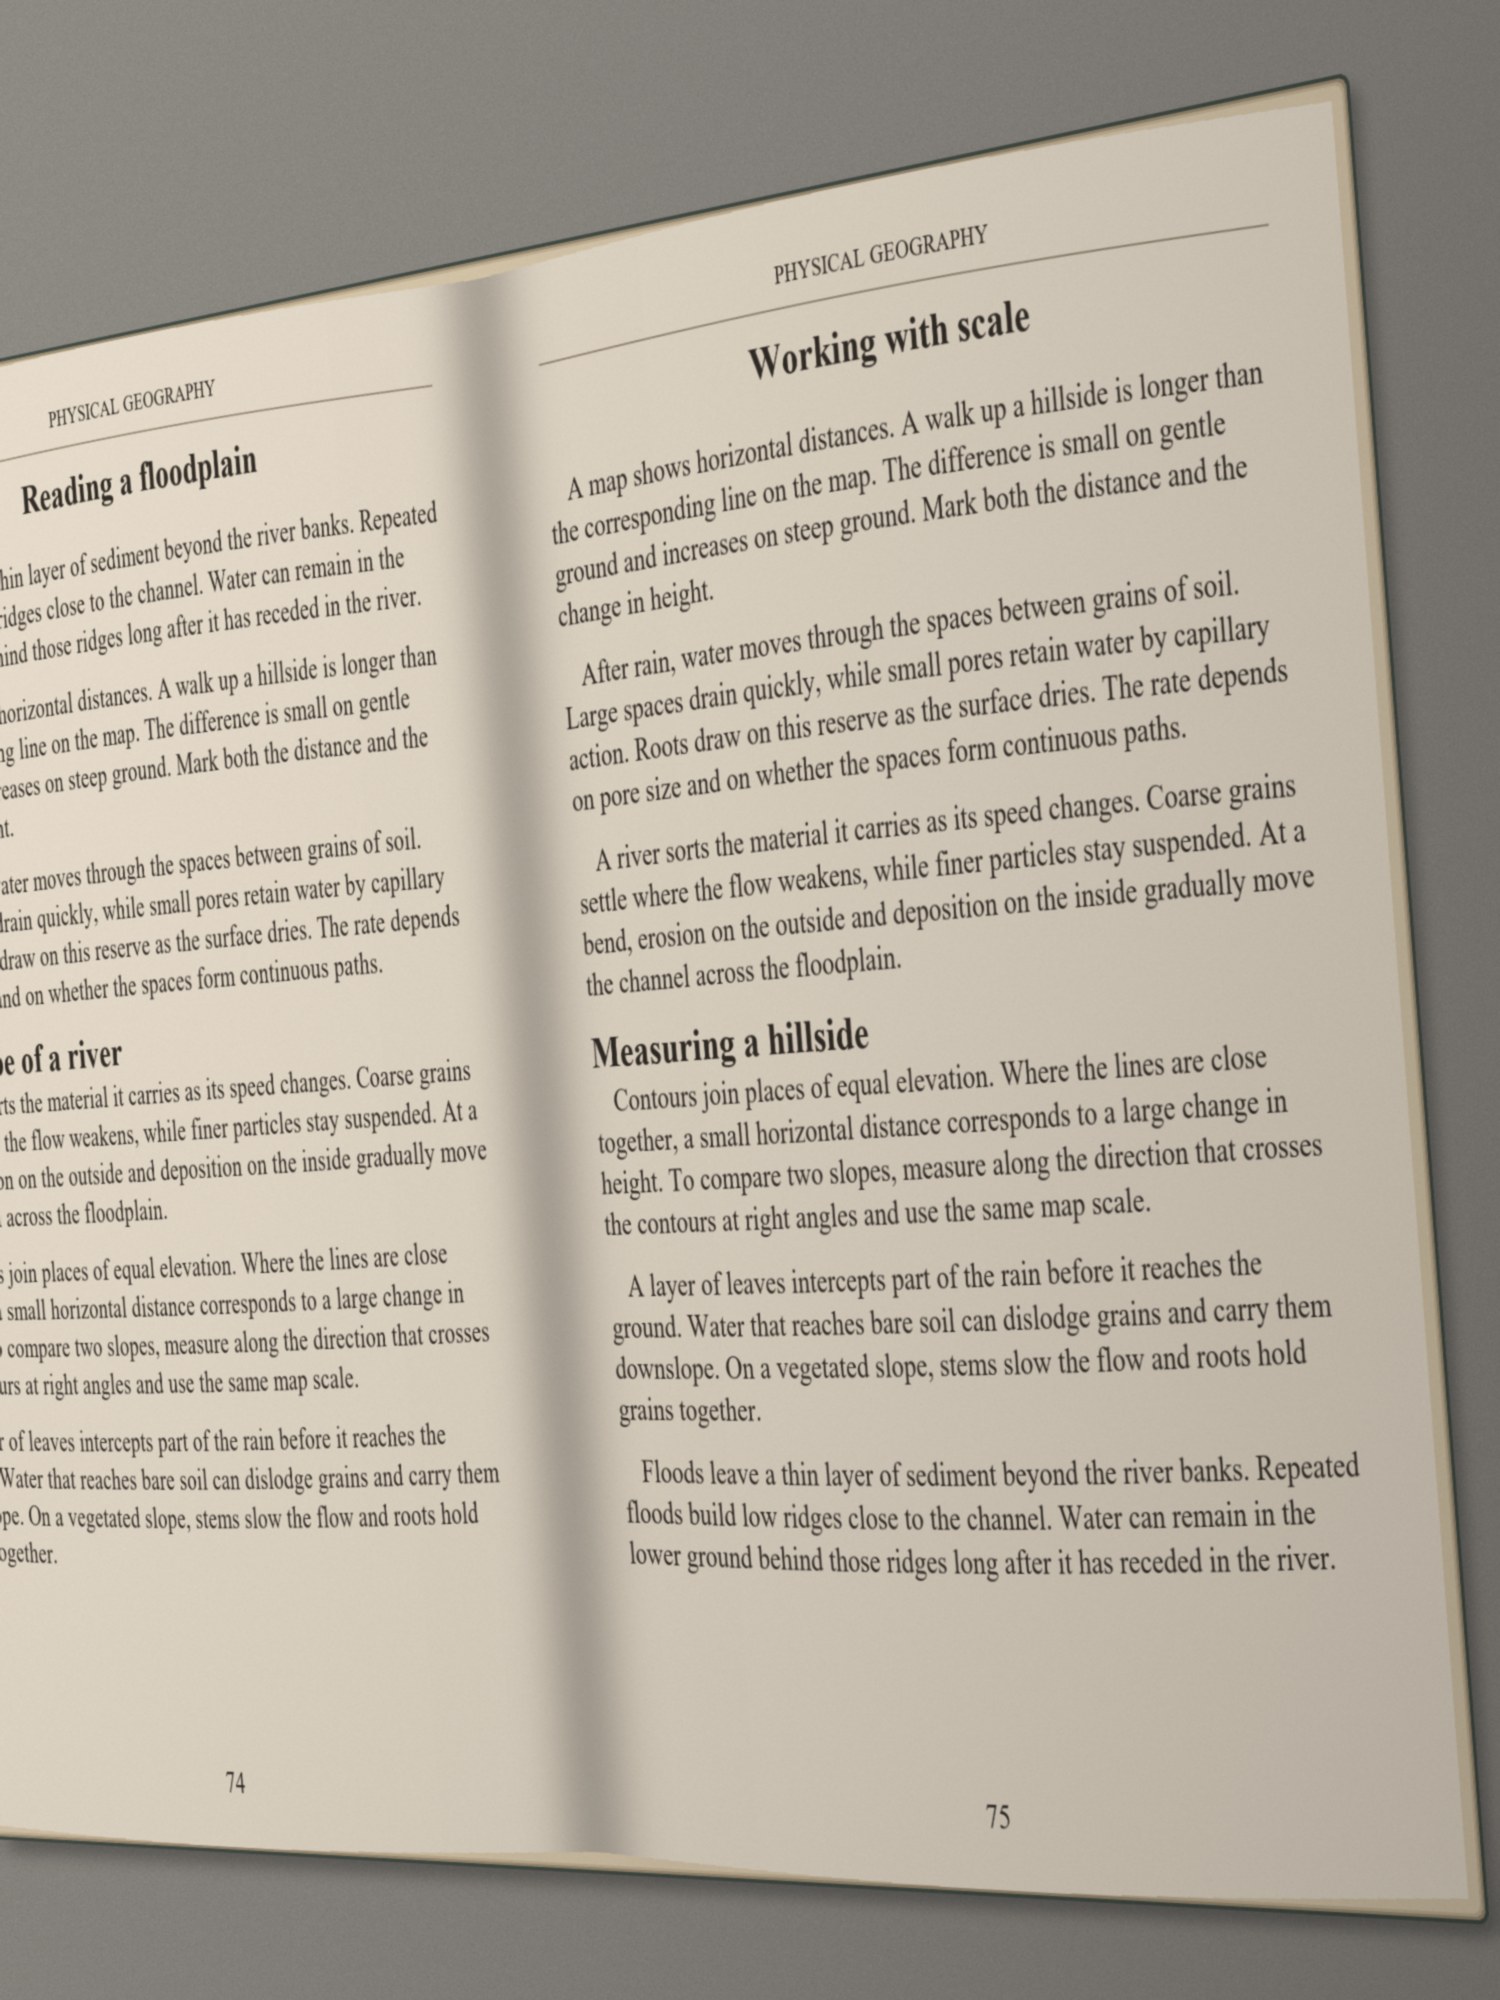 PHYSICAL GEOGRAPHY
Reading a floodplain
layer of sediment beyond the river banks. Repeated
close to the channel. Water can remain in the
those ridges long after it has receded in the river.
horizontal distances. A walk up a hillside is longer than
line on the map. The difference is small on gentle
on steep ground. Mark both the distance and the
moves through the spaces between grains of soil.
quickly, while small pores retain water by capillary
draw on this reserve as the surface dries. The rate depends
on whether the spaces form continuous paths.
of a river
the material it carries as its speed changes. Coarse grains
the flow weakens, while finer particles stay suspended. At a
on the outside and deposition on the inside gradually move
across the floodplain.
join places of equal elevation. Where the lines are close
small horizontal distance corresponds to a large change in
compare two slopes, measure along the direction that crosses
at right angles and use the same map scale.
of leaves intercepts part of the rain before it reaches the
Water that reaches bare soil can dislodge grains and carry them
On a vegetated slope, stems slow the flow and roots hold
74
PHYSICAL GEOGRAPHY
Working with scale
A map shows horizontal distances. A walk up a hillside is longer than
the corresponding line on the map. The difference is small on gentle
ground and increases on steep ground. Mark both the distance and the
change in height.
After rain, water moves through the spaces between grains of soil.
Large spaces drain quickly, while small pores retain water by capillary
action. Roots draw on this reserve as the surface dries. The rate depends
on pore size and on whether the spaces form continuous paths.
A river sorts the material it carries as its speed changes. Coarse grains
settle where the flow weakens, while finer particles stay suspended. At a
bend, erosion on the outside and deposition on the inside gradually move
the channel across the floodplain.
Measuring a hillside
Contours join places of equal elevation. Where the lines are close
together, a small horizontal distance corresponds to a large change in
height. To compare two slopes, measure along the direction that crosses
the contours at right angles and use the same map scale.
A layer of leaves intercepts part of the rain before it reaches the
ground. Water that reaches bare soil can dislodge grains and carry them
downslope. On a vegetated slope, stems slow the flow and roots hold
grains together.
Floods leave a thin layer of sediment beyond the river banks. Repeated
floods build low ridges close to the channel. Water can remain in the
lower ground behind those ridges long after it has receded in the river.
75